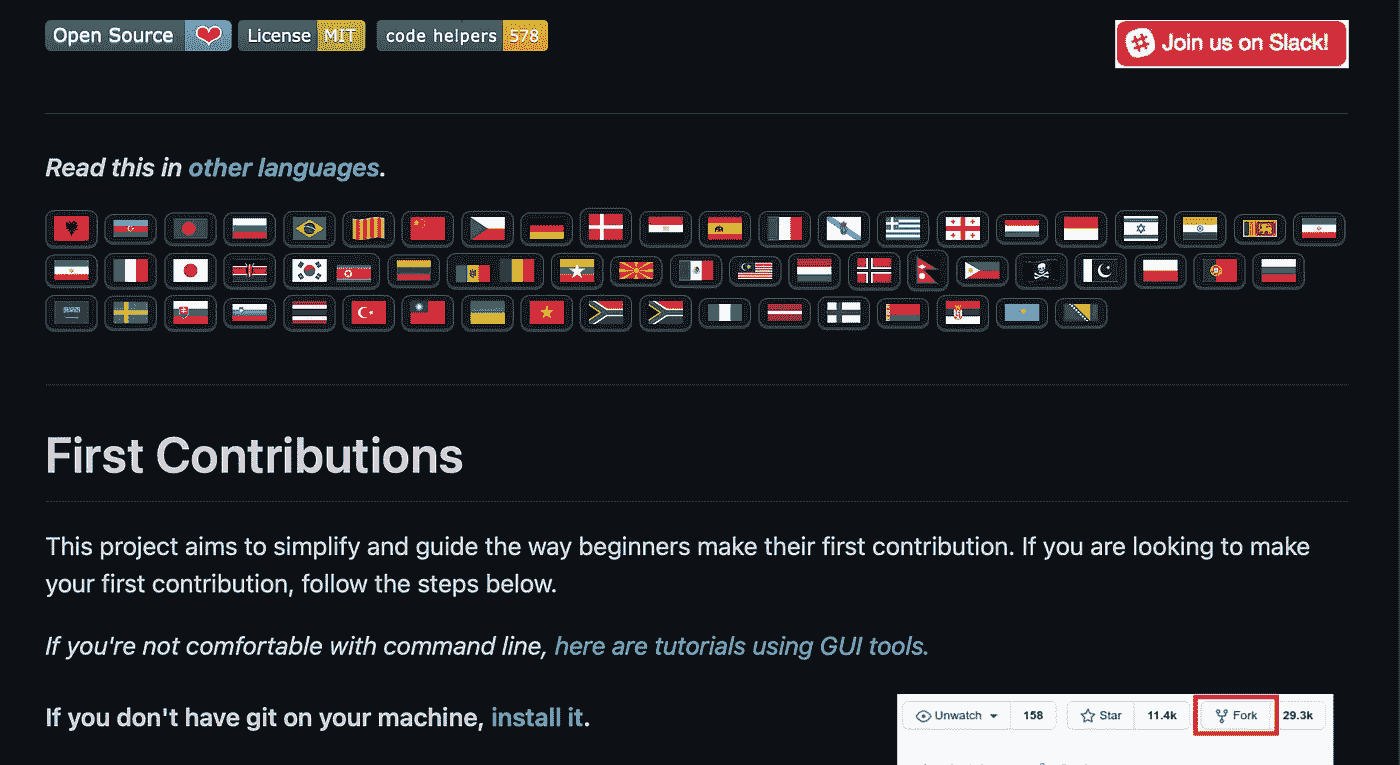 Open Source
License MIT
code helpers 578
Join us on Slack!
Read this in other languages.
First Contributions
This project aims to simplify and guide the way beginners make their first contribution. If you are looking to make
your first contribution, follow the steps below.
If you're not comfortable with command line, here are tutorials using GUI tools.
If you don't have git on your machine, install it.
Unwatch 158 Star 11.4k Fork 29.3k